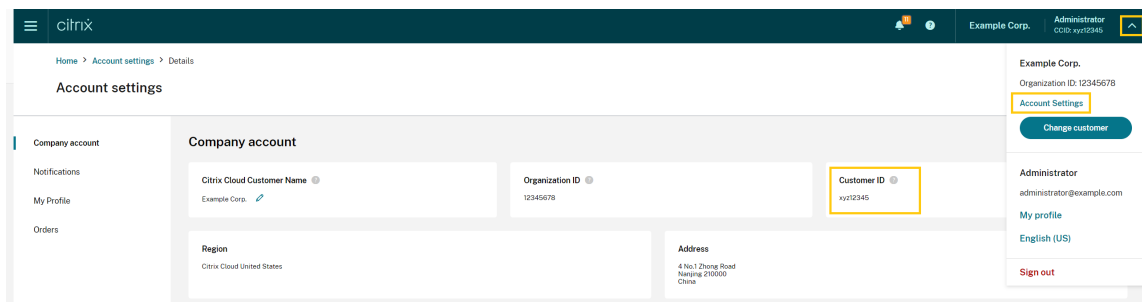 citrix
11
?
Example Corp.
Administrator
CCID: xyz12345
Home > Account settings > Details
Account settings
Example Corp.
Organization ID: 12345678
Account Settings
Change customer
Administrator
administrator@example.com
My profile
English (US)
Sign out
Company account
Notifications
My Profile
Orders
Company account
Citrix Cloud Customer Name ?
Example Corp.
Organization ID ?
12345678
Customer ID ?
xyz12345
Region
Citrix Cloud United States
Address
4 No.1 Zhong Road
Nanjing 210000
China